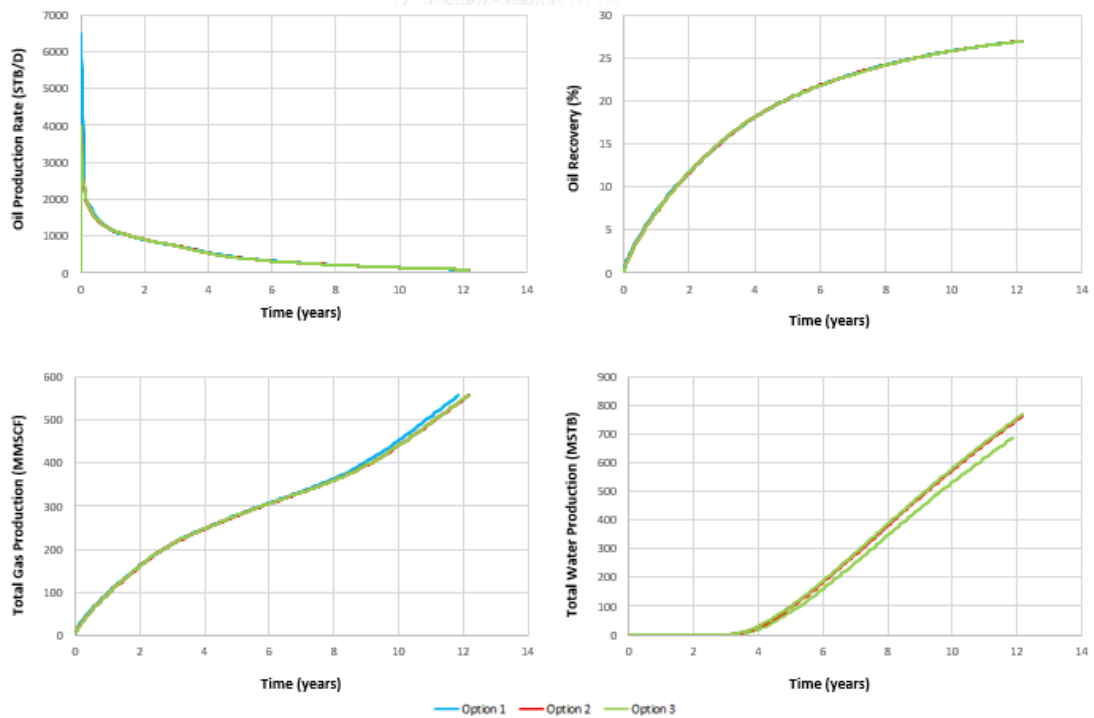 7000
6000
5000
4000
3000
2000
1000
0
Oil Production Rate (STB/D)
0 2 4 6 8 10 12 14
Time (years)
30
25
20
15
10
5
0
Oil Recovery (%)
0 2 4 6 8 10 12 14
Time (years)
600
500
400
300
200
100
0
Total Gas Production (MMSCF)
0 2 4 6 8 10 12 14
Time (years)
900
800
700
600
500
400
300
200
100
0
Total Water Production (MSTB)
0 2 4 6 8 10 12 14
Time (years)
Option 1 Option 2 Option 3